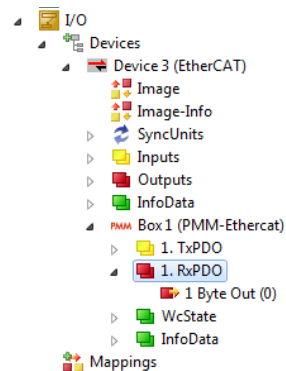 I/O
Devices
Device 3 (EtherCAT)
Image
Image-Info
SyncUnits
Inputs
Outputs
InfoData
PMM Box 1 (PMM-Ethercat)
1. TxPDO
1. RxPDO
1 Byte Out (0)
WcState
InfoData
Mappings